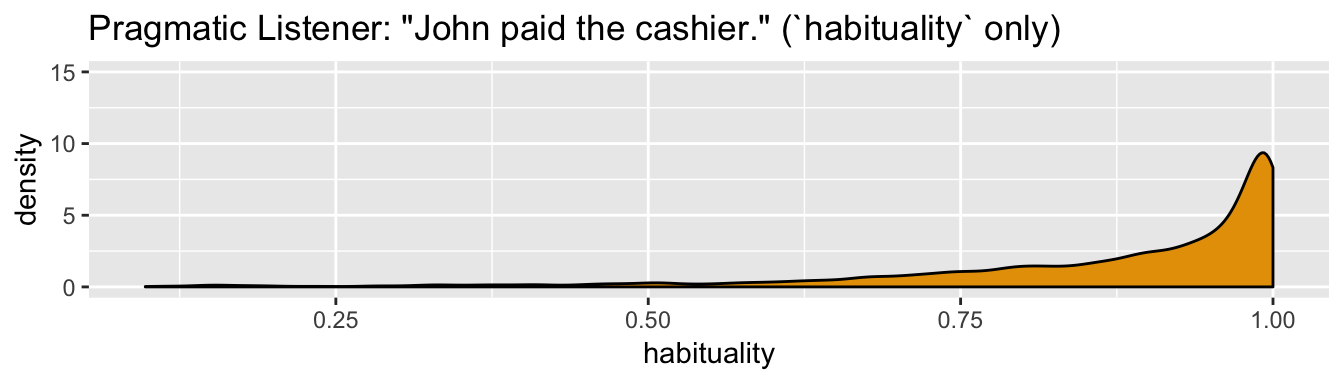 Pragmatic Listener: "John paid the cashier." (`habituality` only)
15
10
5
0
density
0.25 0.50 0.75 1.00
habituality